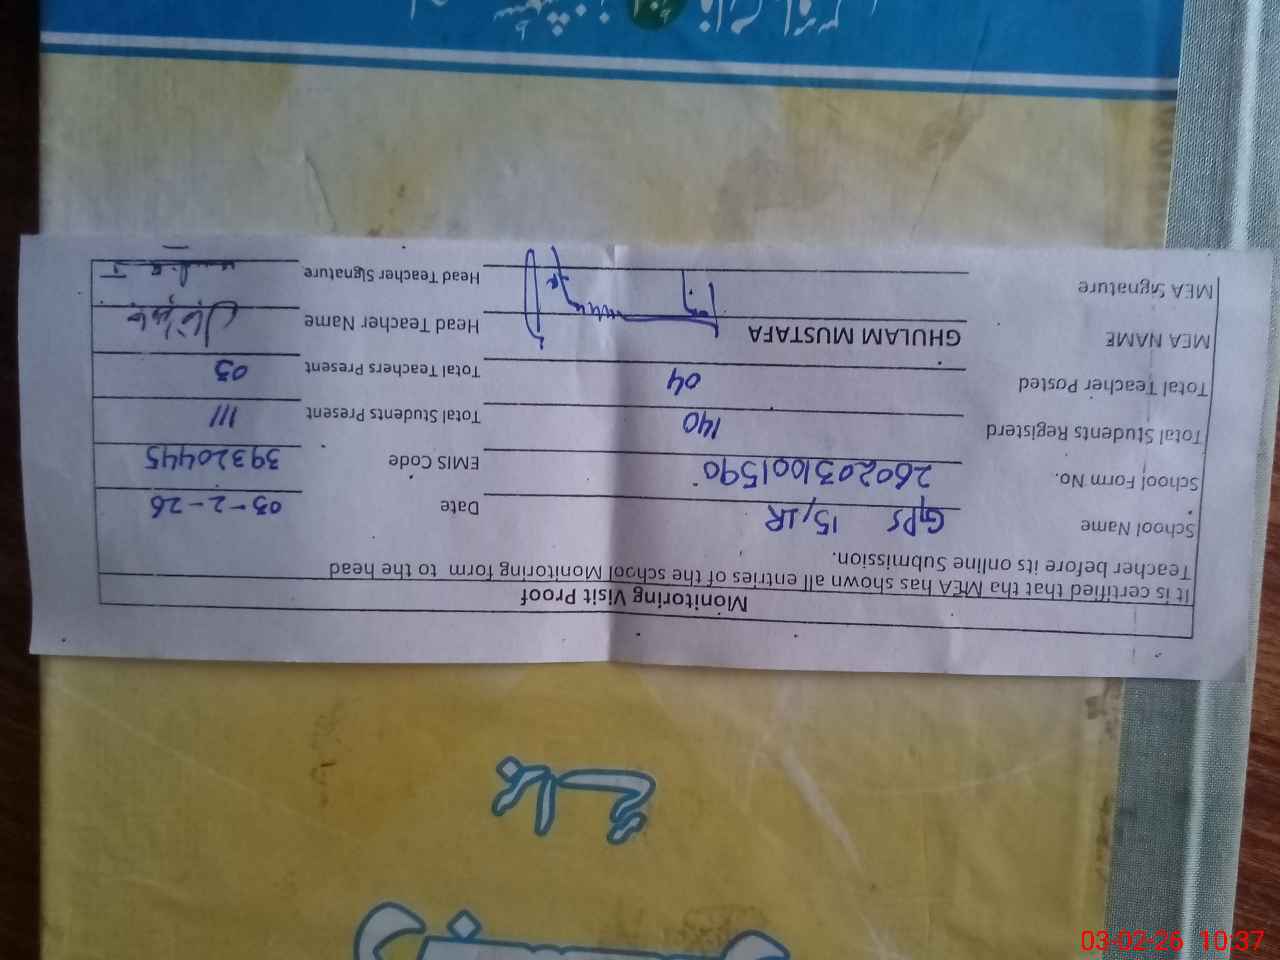 Monitoring Visit Proof
It is certified that tha MEA has shown all entries of the school Monitoring form to the head
Teacher before its online Submission.
School Name GPS 15/1R Date 03-2-26
School Form No. 2602031001590 EMIS Code 39320445
Total Students Registerd 140 Total Students Present 111
Total Teacher Posted 04 Total Teachers Present 03
MEA NAME GHULAM MUSTAFA Head Teacher Name
MEA Signature Head Teacher Signature
03-02-26 10:37